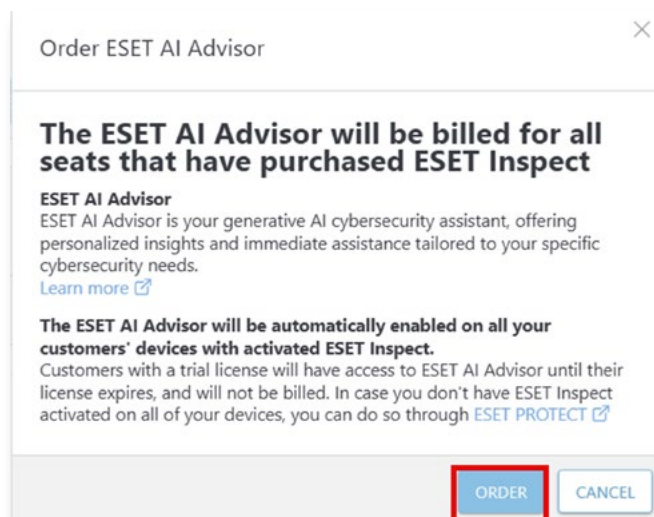 Order ESET AI Advisor
The ESET AI Advisor will be billed for all
seats that have purchased ESET Inspect
ESET AI Advisor
ESET AI Advisor is your generative AI cybersecurity assistant, offering
personalized insights and immediate assistance tailored to your specific
cybersecurity needs.
Learn more
The ESET AI Advisor will be automatically enabled on all your
customers' devices with activated ESET Inspect.
Customers with a trial license will have access to ESET AI Advisor until their
license expires, and will not be billed. In case you don't have ESET Inspect
activated on all of your devices, you can do so through ESET PROTECT
ORDER CANCEL